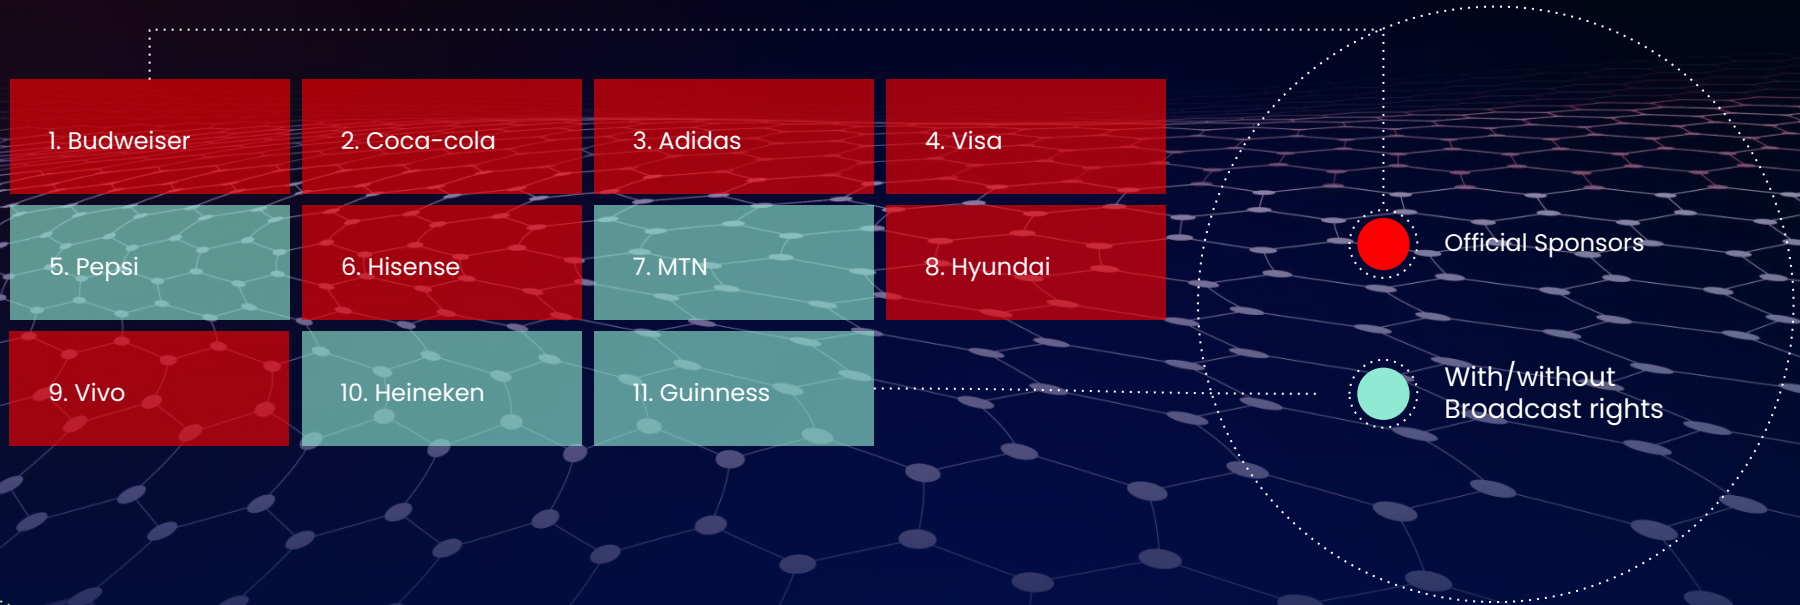 1. Budweiser
2. Coca-cola
3. Adidas
4. Visa
5. Pepsi
6. Hisense
7. MTN
8. Hyundai
9. Vivo
10. Heineken
11. Guinness
Official Sponsors
With/without
Broadcast rights